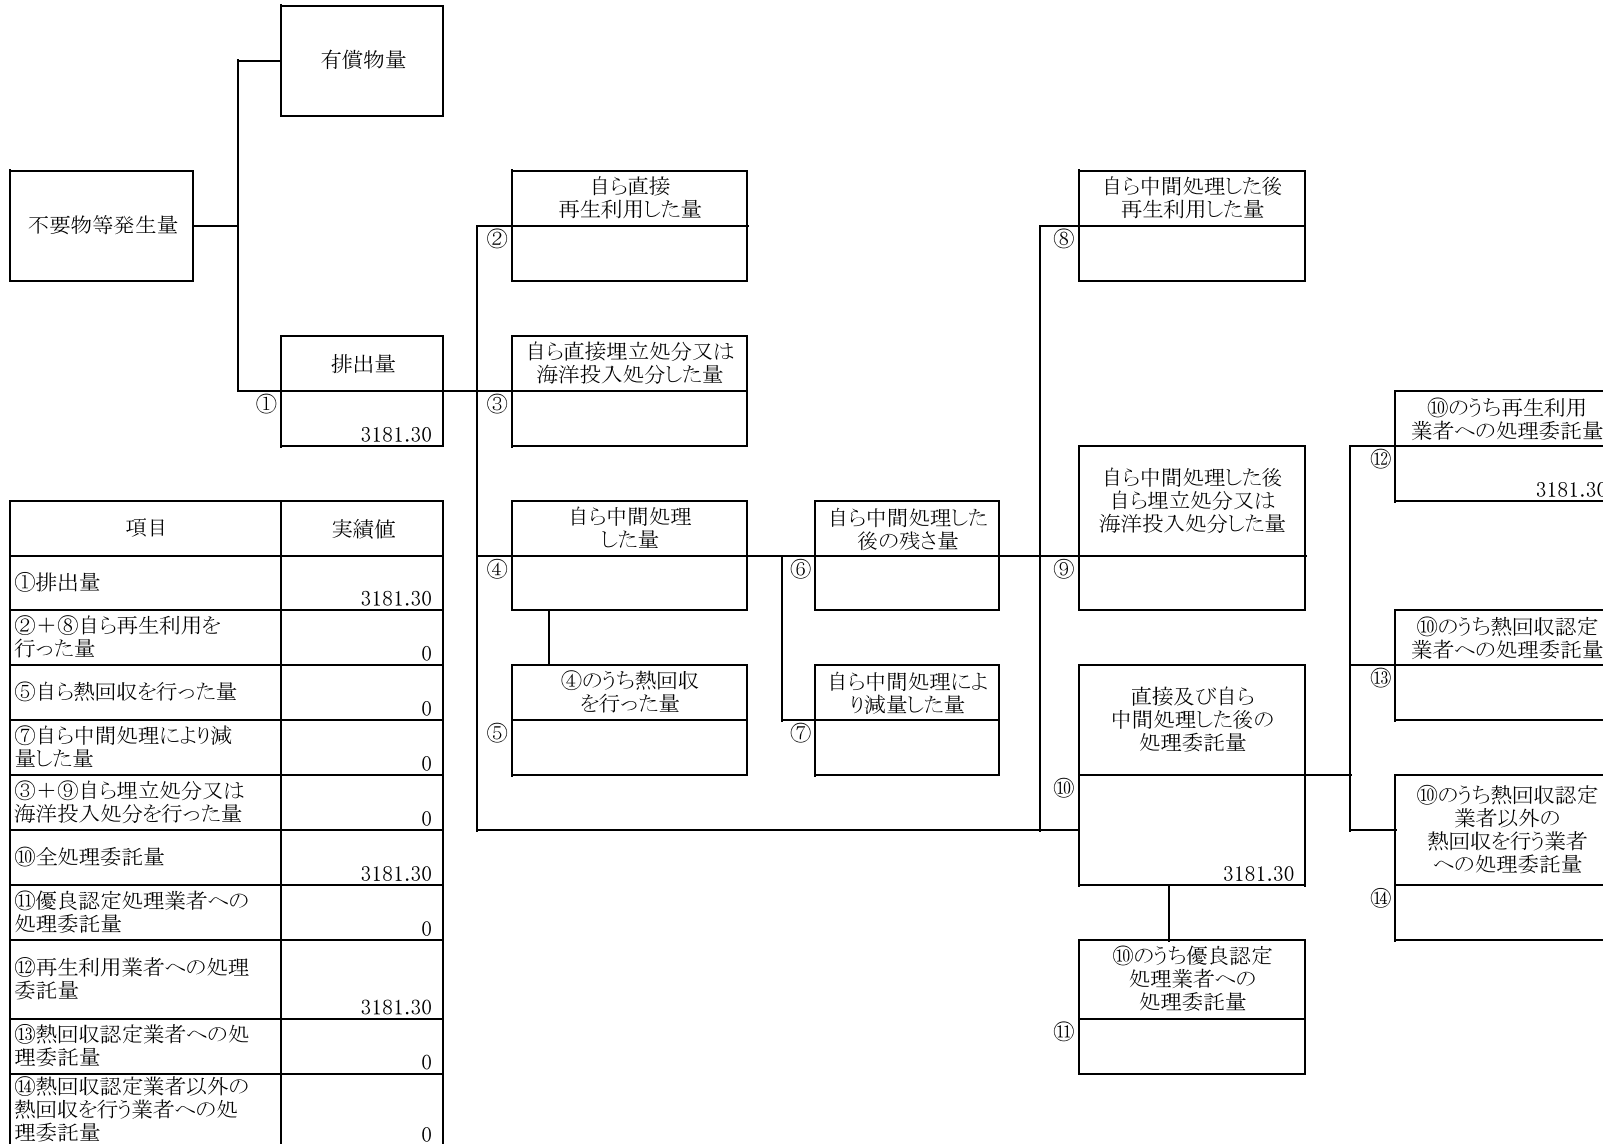 有償物量
不要物等発生量
自ら直接
再生利用した量
②
自ら中間処理した後
再生利用した量
⑧
排出量
①
3181.30
自ら直接埋立処分又は
海洋投入処分した量
③
⑩のうち再生利用
業者への処理委託量
⑫
3181.30
自ら中間処理した後
自ら埋立処分又は
海洋投入処分した量
⑨
自ら中間処理
した量
④
自ら中間処理した
後の残さ量
⑥
⑩のうち熱回収認定
業者への処理委託量
⑬
④のうち熱回収
を行った量
⑤
自ら中間処理によ
り減量した量
⑦
直接及び自ら
中間処理した後の
処理委託量
⑩
3181.30
⑩のうち熱回収認定
業者以外の
熱回収を行う業者
への処理委託量
⑭
⑩のうち優良認定
処理業者への
処理委託量
⑪
項目 実績値
①排出量
3181.30
②＋⑧自ら再生利用を
行った量
0
⑤自ら熱回収を行った量
0
⑦自ら中間処理により減
量した量
0
③＋⑨自ら埋立処分又は
海洋投入処分を行った量
0
⑩全処理委託量
3181.30
⑪優良認定処理業者への
処理委託量
0
⑫再生利用業者への処理
委託量
3181.30
⑬熱回収認定業者への処
理委託量
0
⑭熱回収認定業者以外の
熱回収を行う業者への処
理委託量
0